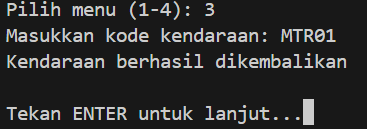 Pilih menu (1-4): 3
Masukkan kode kendaraan: MTR01
Kendaraan berhasil dikembalikan
Tekan ENTER untuk lanjut...